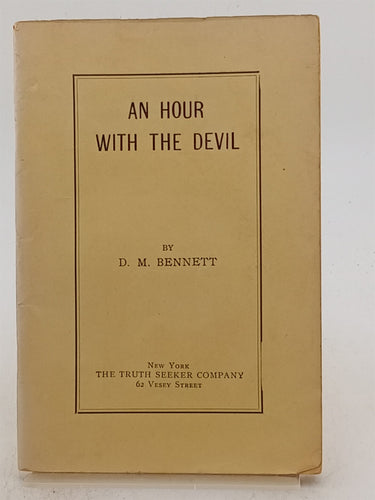 AN HOUR
WITH THE DEVIL
BY
D. M. BENNETT
New York
THE TRUTH SEEKER COMPANY
62 Vesey Street